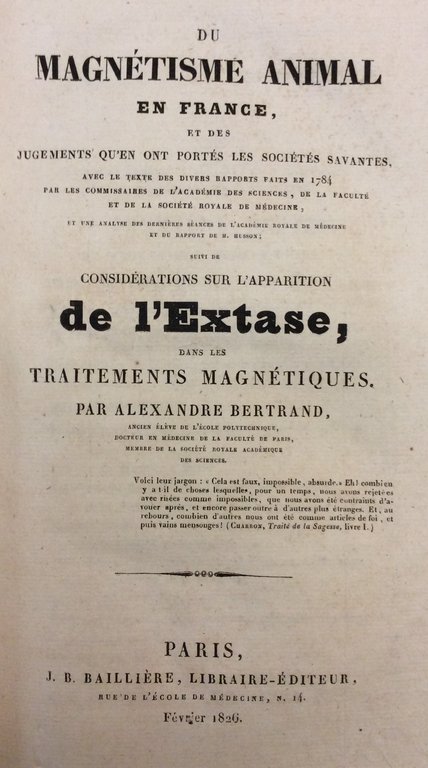 DU
MAGNÉTISME ANIMAL
EN FRANCE,
ET DES
JUGEMENTS QU'EN ONT PORTÉS LES SOCIÉTÉS SAVANTES,
AVEC LE TEXTE DES DIVERS RAPPORTS FAITS EN 1784
PAR LES COMMISSAIRES DE L'ACADÉMIE DES SCIENCES, DE LA FACULTÉ
ET DE LA SOCIÉTÉ ROYALE DE MÉDECINE,
ET UNE ANALYSE DES DERNIÈRES SÉANCES DE L'ACADÉMIE ROYALE DE MÉDECINE
ET DU RAPPORT DE M. HUSSON;
SUIVI DE
CONSIDÉRATIONS SUR L'APPARITION
de l'Extase,
DANS LES
TRAITEMENTS MAGNÉTIQUES.
PAR ALEXANDRE BERTRAND,
ANCIEN ÉLÈVE DE L'ÉCOLE POLYTECHNIQUE,
DOCTEUR EN MÉDECINE DE LA FACULTÉ DE PARIS,
MEMBRE DE LA SOCIÉTÉ ROYALE ACADÉMIQUE
DES SCIENCES.
Voici leur jargon : « Cela est faux, impossible, absurde. » Eh! combien
y a t il de choses lesquelles, pour un temps, nous avons rejetées
avec risées comme impossibles, que nous avons été contraints d'a-
vouer après, et encore passer outre à d'autres plus étranges. Et, au
rebours, combien d'autres nous ont été comme articles de foi, et
puis vains mensonges! (CHARRON, Traité de la Sagesse, livre I.)
PARIS,
J. B. BAILLIÈRE, LIBRAIRE-ÉDITEUR,
RUE DE L'ÉCOLE DE MÉDECINE, N. 14.
Février 1826.